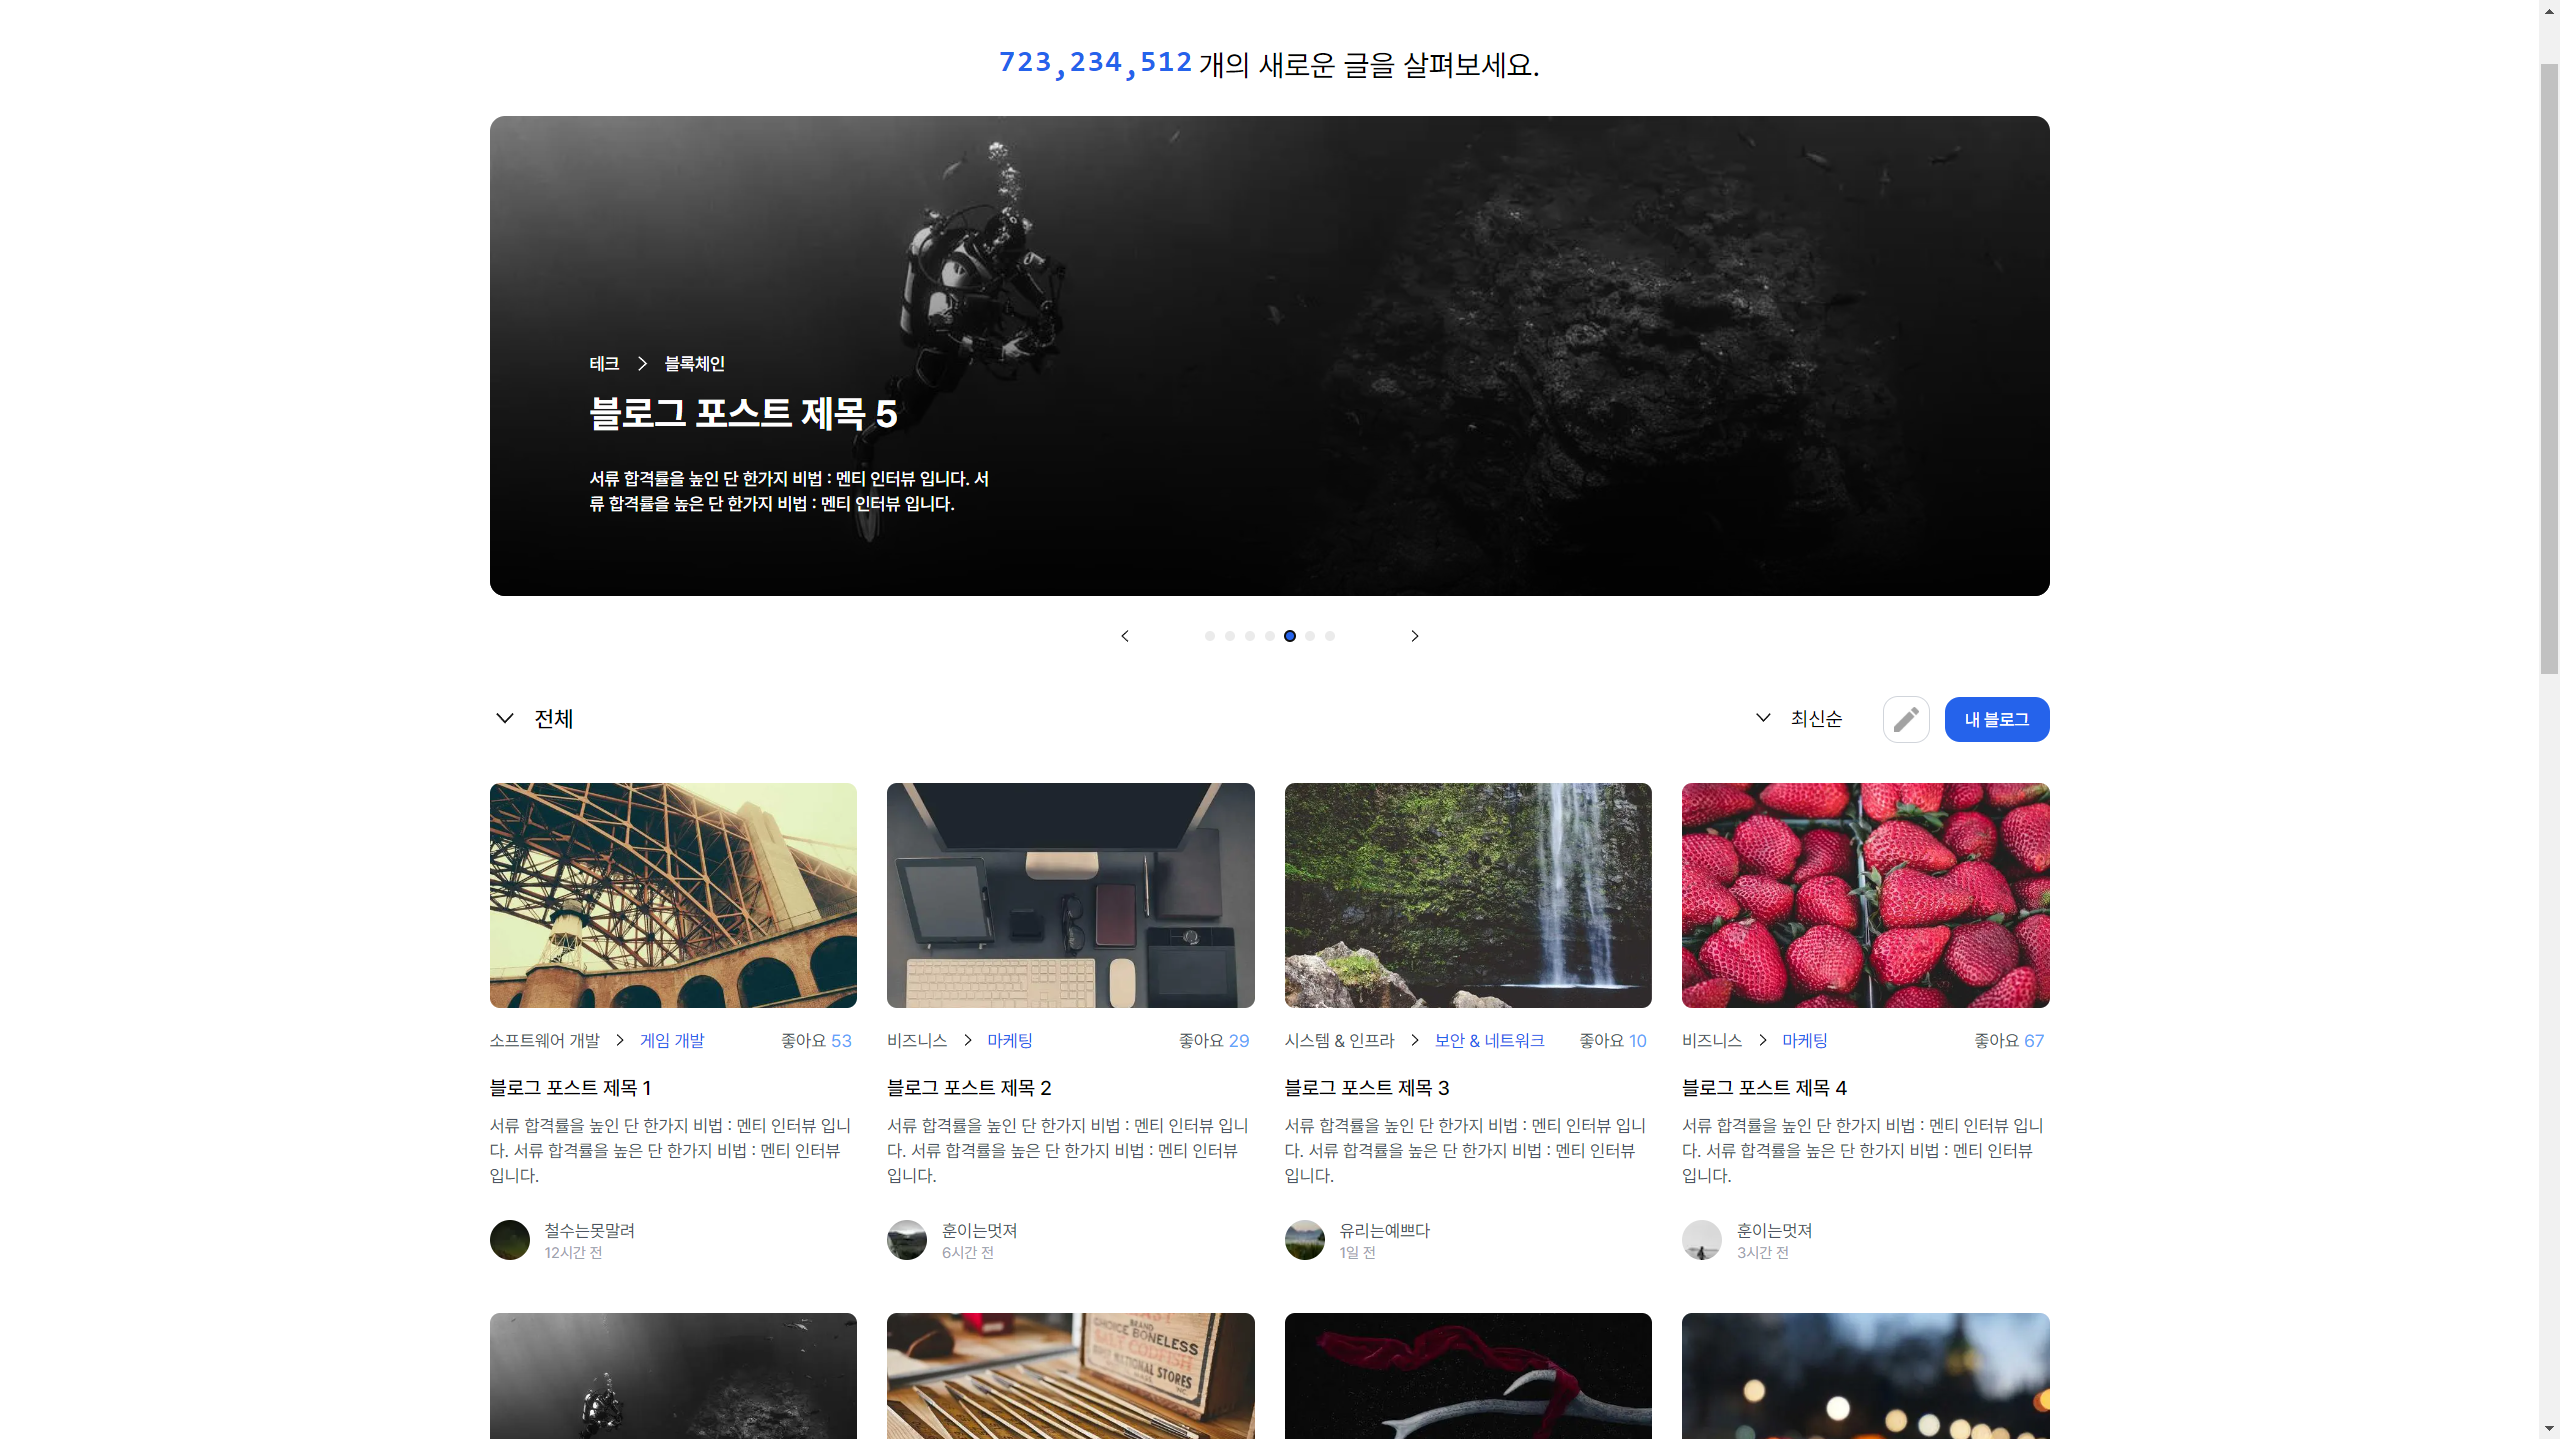 723,234,512 개의 새로운 글을 살펴보세요.
테크 > 블록체인
블로그 포스트 제목 5
서류 합격률을 높인 단 한가지 비법 : 멘티 인터뷰 입니다. 서
류 합격률을 높은 단 한가지 비법 : 멘티 인터뷰 입니다.
전체
최신순
내 블로그
소프트웨어 개발 > 게임 개발 좋아요 53
블로그 포스트 제목 1
서류 합격률을 높인 단 한가지 비법 : 멘티 인터뷰 입니
다. 서류 합격률을 높은 단 한가지 비법 : 멘티 인터뷰
입니다.
철수는못말려
12시간 전
비즈니스 > 마케팅 좋아요 29
블로그 포스트 제목 2
서류 합격률을 높인 단 한가지 비법 : 멘티 인터뷰 입니
다. 서류 합격률을 높은 단 한가지 비법 : 멘티 인터뷰
입니다.
훈이는멋져
6시간 전
시스템 & 인프라 > 보안 & 네트워크 좋아요 10
블로그 포스트 제목 3
서류 합격률을 높인 단 한가지 비법 : 멘티 인터뷰 입니
다. 서류 합격률을 높은 단 한가지 비법 : 멘티 인터뷰
입니다.
유리는예쁘다
1일 전
비즈니스 > 마케팅 좋아요 67
블로그 포스트 제목 4
서류 합격률을 높인 단 한가지 비법 : 멘티 인터뷰 입니
다. 서류 합격률을 높은 단 한가지 비법 : 멘티 인터뷰
입니다.
훈이는멋져
3시간 전
BRAND
CHOICE BONELESS
SALT CODFISH
NATIONAL STORES